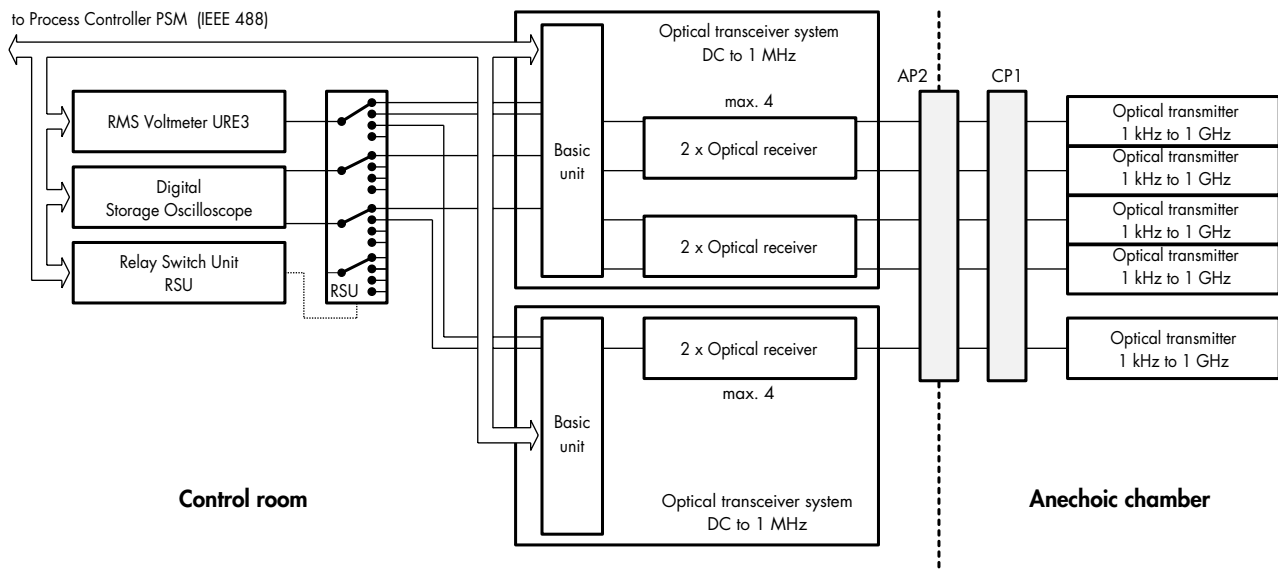 to Process Controller PSM (IEEE 488)
Optical transceiver system
DC to 1 MHz
AP2
CP1
max. 4
RMS Voltmeter URE3
Optical transmitter
1 kHz to 1 GHz
Basic
unit
2 x Optical receiver
Optical transmitter
1 kHz to 1 GHz
Digital
Storage Oscilloscope
Optical transmitter
1 kHz to 1 GHz
2 x Optical receiver
Optical transmitter
1 kHz to 1 GHz
Relay Switch Unit
RSU
RSU
2 x Optical receiver
Optical transmitter
1 kHz to 1 GHz
max. 4
Basic
unit
Control room
Optical transceiver system
DC to 1 MHz
Anechoic chamber